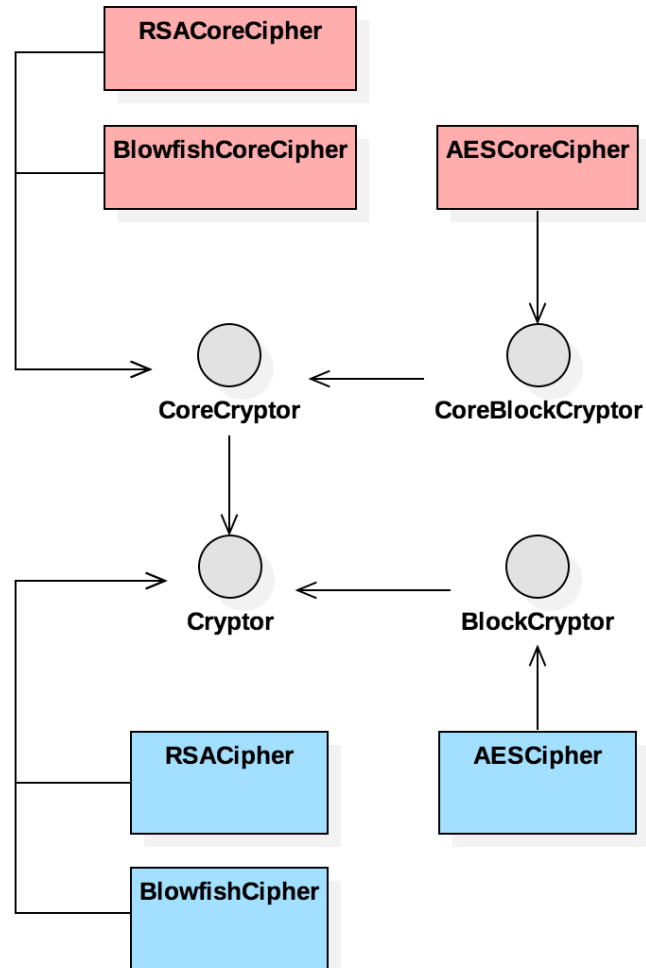 RSACoreCipher
BlowfishCoreCipher
AESCoreCipher
CoreCryptor
CoreBlockCryptor
Cryptor
BlockCryptor
RSACipher
AESCipher
BlowfishCipher